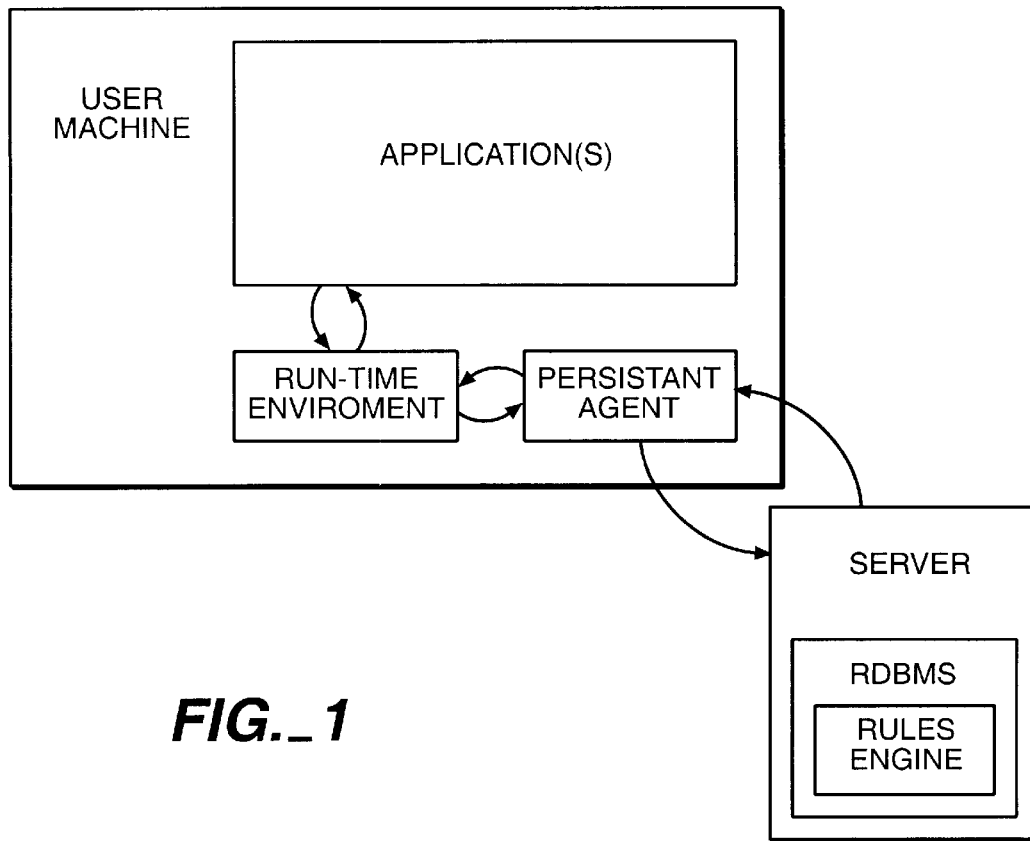 USER
MACHINE
APPLICATION(S)
RUN-TIME
ENVIROMENT
PERSISTANT
AGENT
SERVER
RDBMS
RULES
ENGINE
FIG._1